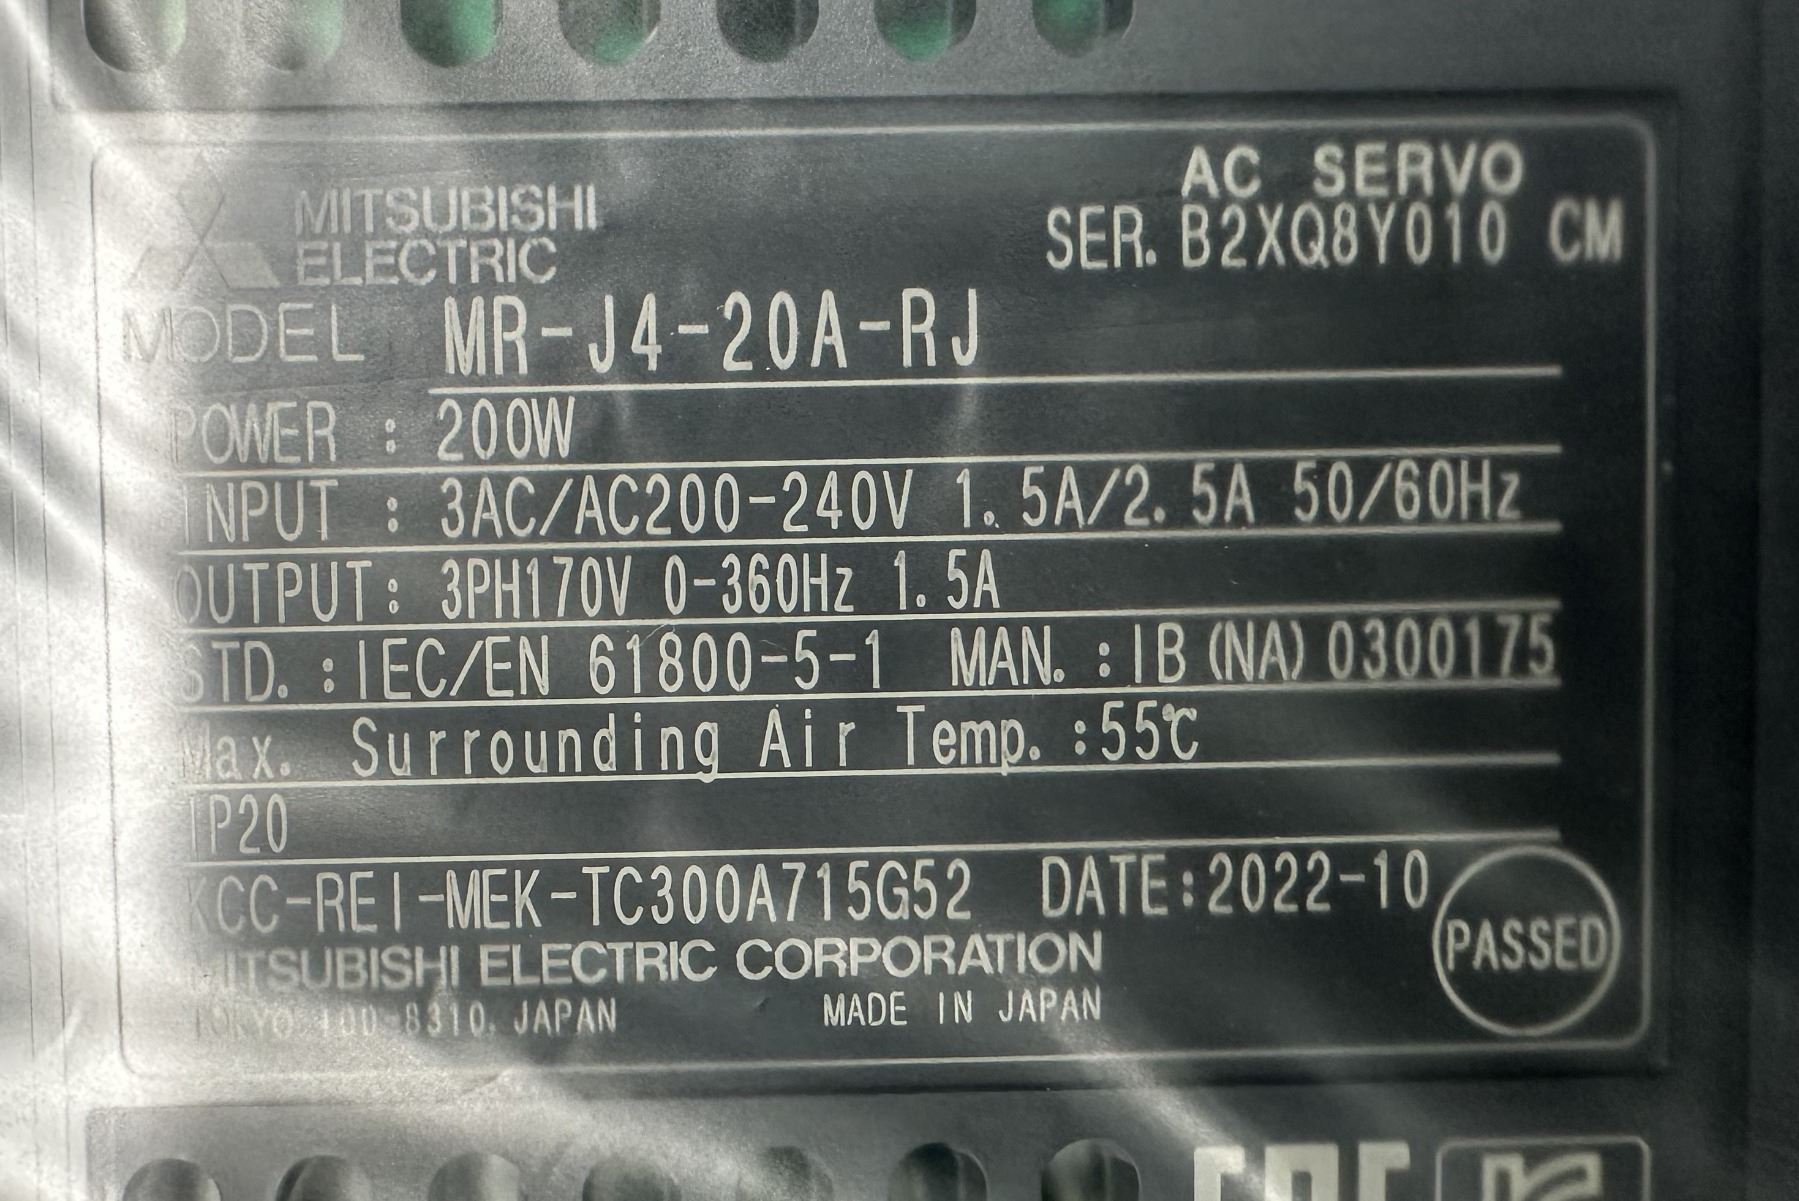 MITSUBISHI
ELECTRIC
AC SERVO
SER. B2XQ8Y010 CM
MODEL MR-J4-20A-RJ
POWER : 200W
INPUT : 3AC/AC200-240V 1.5A/2.5A 50/60Hz
OUTPUT: 3PH170V 0-360Hz 1.5A
STD. : IEC/EN 61800-5-1 MAN. : IB(NA)0300175
Max. Surrounding Air Temp. :55℃
IP20
KCC-REI-MEK-TC300A715G52 DATE:2022-10
PASSED
MITSUBISHI ELECTRIC CORPORATION
TOKYO 100-8310, JAPAN MADE IN JAPAN